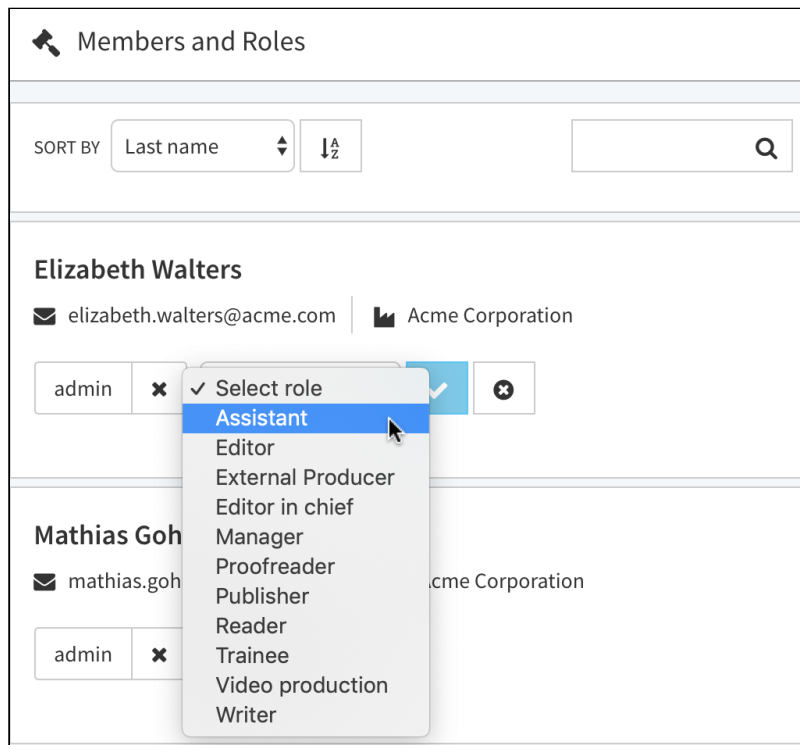 Members and Roles
SORT BY Last name
Elizabeth Walters
elizabeth.walters@acme.com Acme Corporation
admin
Select role
Assistant
Editor
External Producer
Editor in chief
Manager
Proofreader
Publisher
Reader
Trainee
Video production
Writer
Mathias Goh
mathias.goh cme Corporation
admin